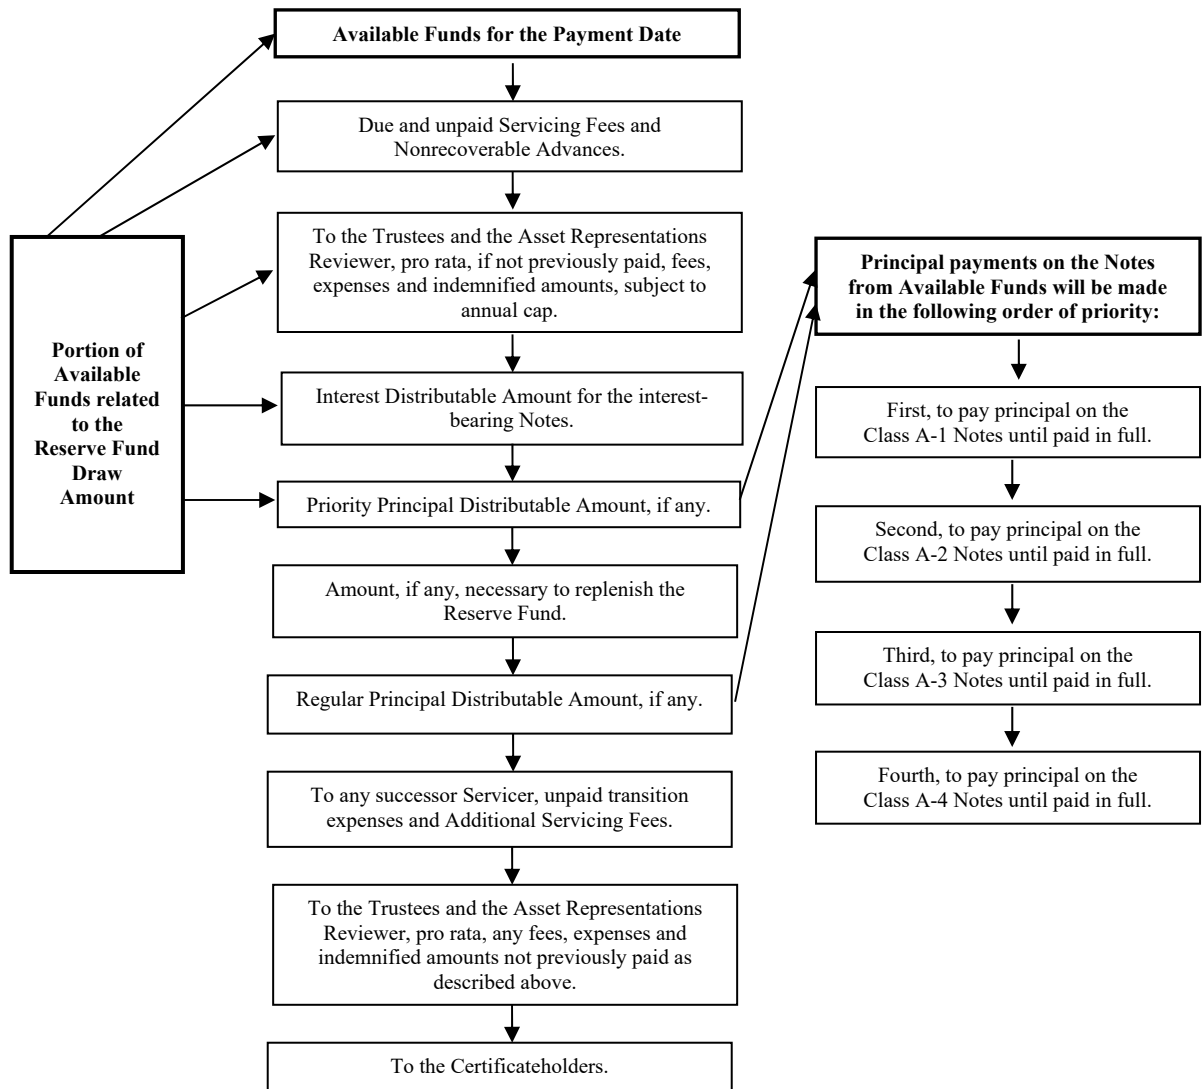 Available Funds for the Payment Date
Due and unpaid Servicing Fees and
Nonrecoverable Advances.
To the Trustees and the Asset Representations
Reviewer, pro rata, if not previously paid, fees,
expenses and indemnified amounts, subject to
annual cap.
Portion of
Available
Funds related
to the
Reserve Fund
Draw
Amount
Interest Distributable Amount for the interest-
bearing Notes.
Priority Principal Distributable Amount, if any.
Amount, if any, necessary to replenish the
Reserve Fund.
Regular Principal Distributable Amount, if any.
To any successor Servicer, unpaid transition
expenses and Additional Servicing Fees.
To the Trustees and the Asset Representations
Reviewer, pro rata, any fees, expenses and
indemnified amounts not previously paid as
described above.
To the Certificateholders.
Principal payments on the Notes
from Available Funds will be made
in the following order of priority:
First, to pay principal on the
Class A-1 Notes until paid in full.
Second, to pay principal on the
Class A-2 Notes until paid in full.
Third, to pay principal on the
Class A-3 Notes until paid in full.
Fourth, to pay principal on the
Class A-4 Notes until paid in full.